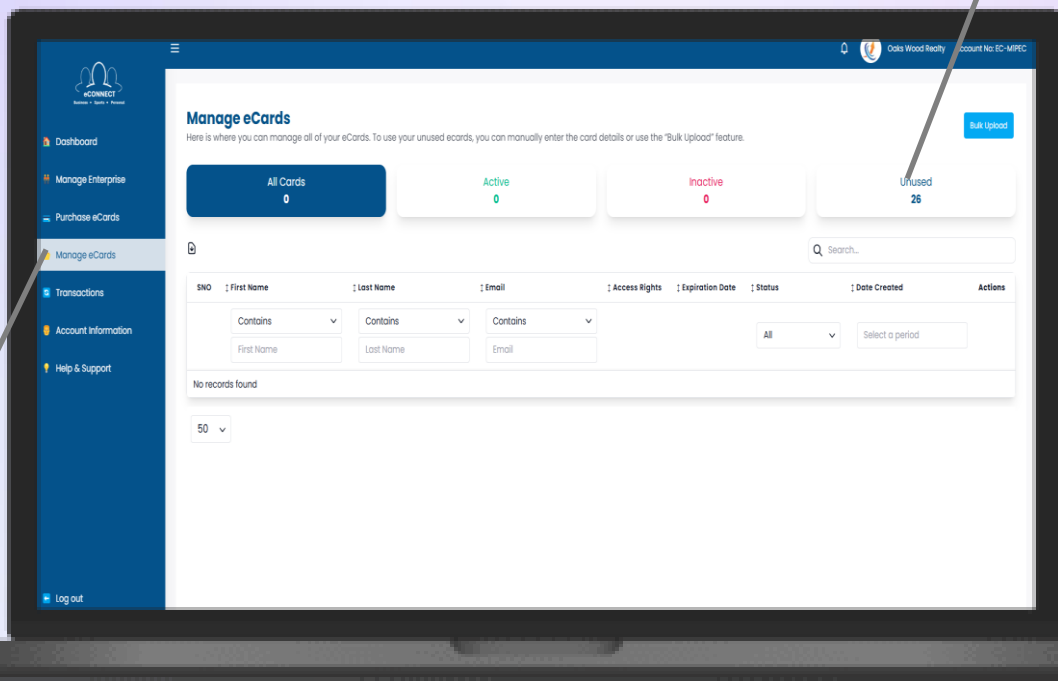 eCONNECT
Business • Sports • Personal
Oaks Wood Realty
Account No: EC-MIPEC
Dashboard
Manage Enterprise
Purchase eCards
Manage eCards
Transactions
Account Information
Help & Support
Log out
Manage eCards
Here is where you can manage all of your eCards. To use your unused ecards, you can manually enter the card details or use the "Bulk Upload" feature.
Bulk Upload
All Cards
0
Active
0
Inactive
0
Unused
26
Search...
SNO First Name Last Name Email Access Rights Expiration Date Status Date Created Actions
Contains Contains Contains
All Select a period
First Name Last Name Email
No records found
50